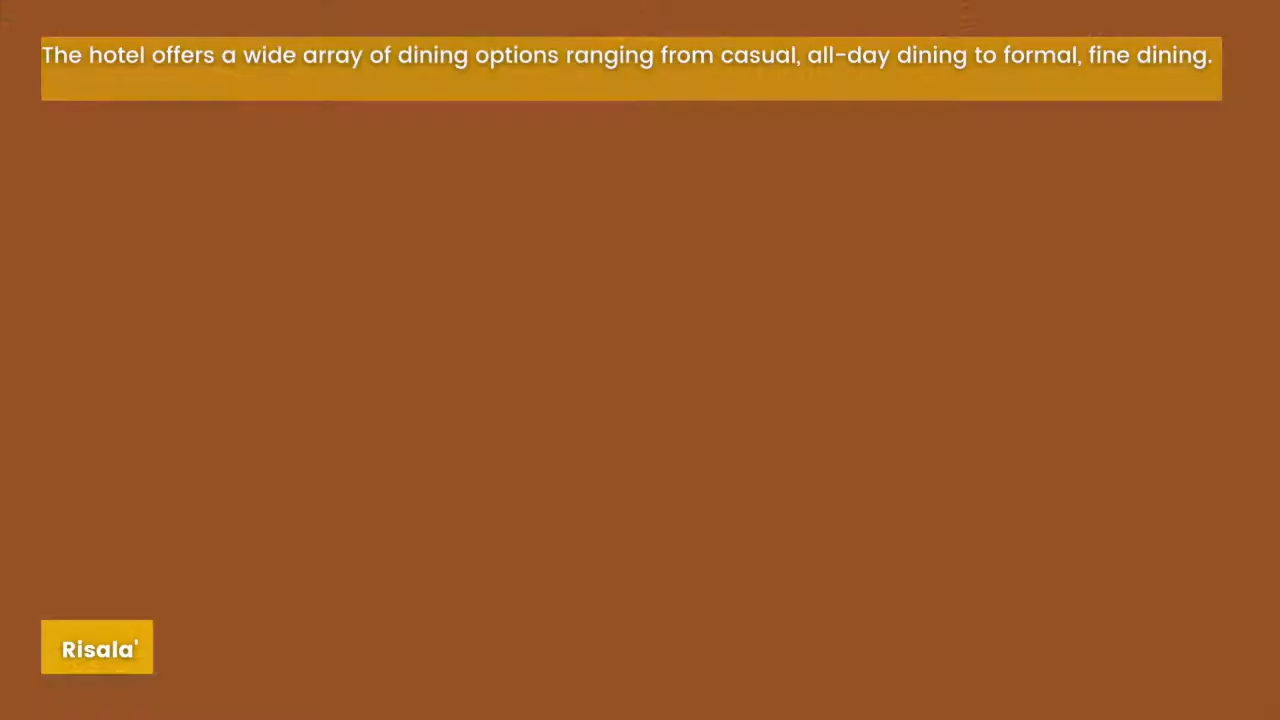 The hotel offers a wide array of dining options ranging from casual, all-day dining to formal, fine dining.
Risala'